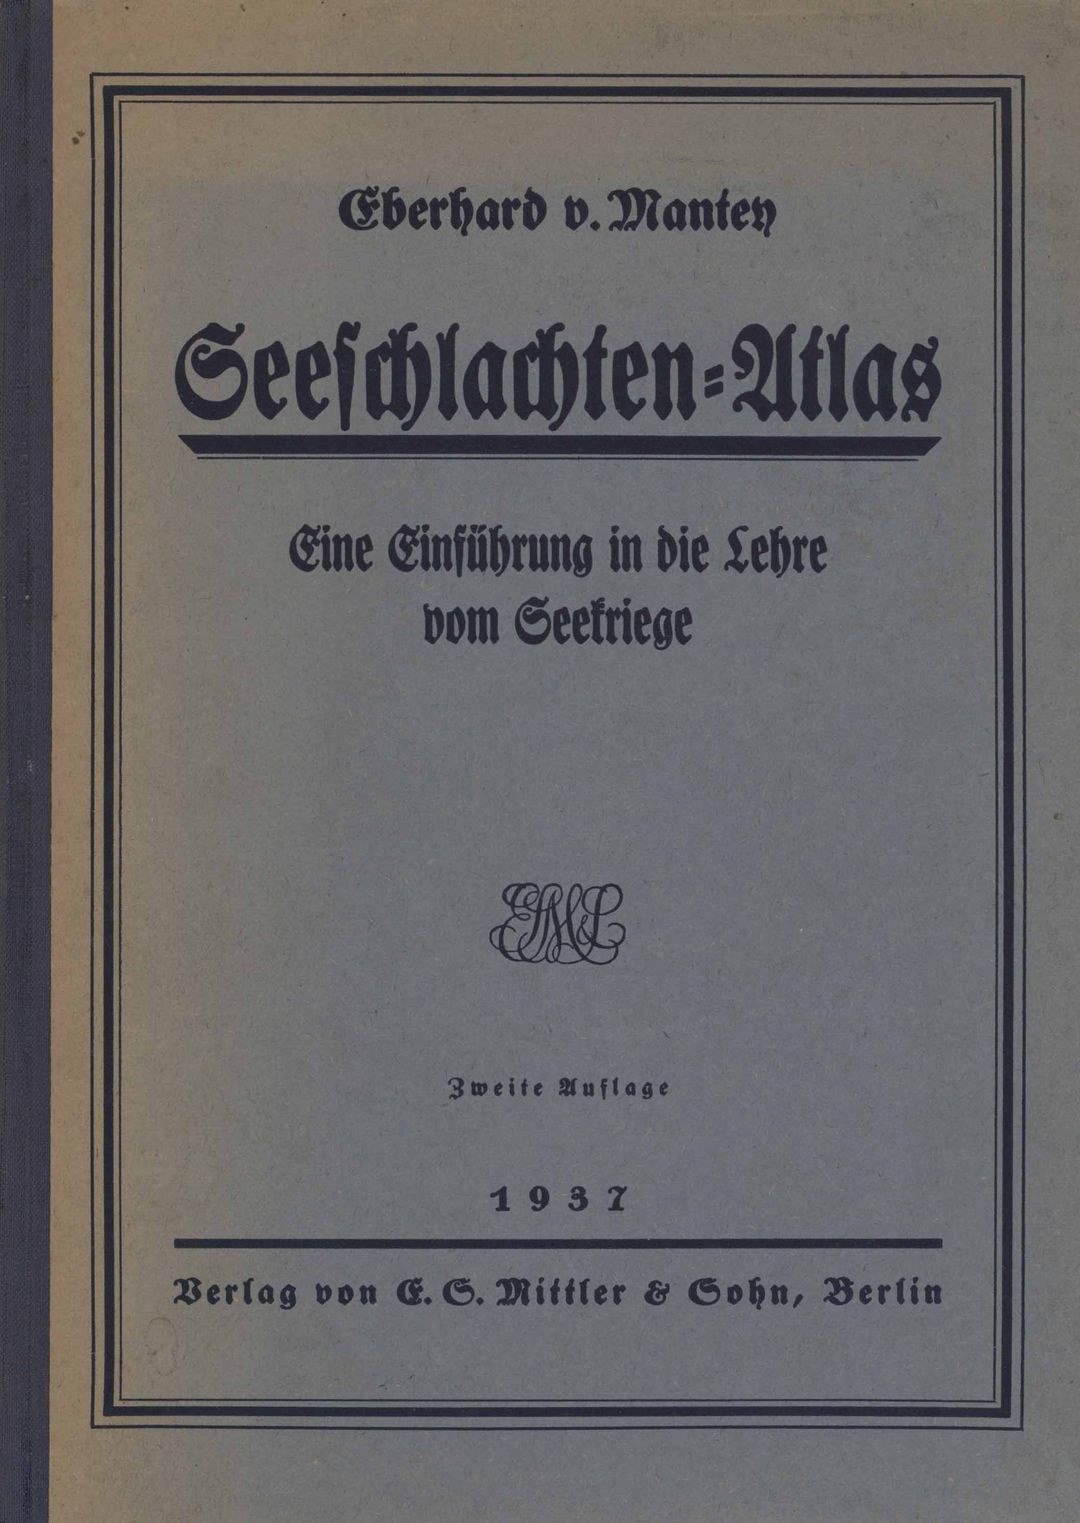 Eberhard v. Mantey
Seeschlachten-Atlas
Eine Einführung in die Lehre
vom Seekriege
Zweite Auflage
1937
Verlag von E. S. Mittler & Sohn, Berlin